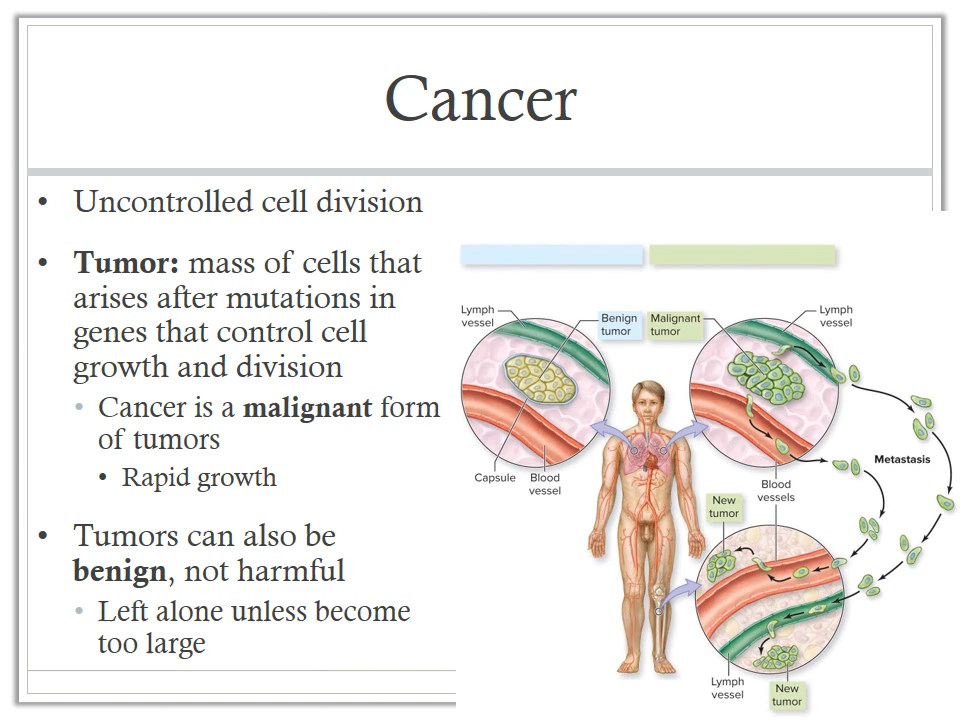 Cancer
• Uncontrolled cell division
• Tumor: mass of cells that
arises after mutations in
genes that control cell
growth and division
• Cancer is a malignant form
of tumors
• Rapid growth
• Tumors can also be
benign, not harmful
• Left alone unless become
too large
Lymph
vessel
Benign
tumor
Malignant
tumor
Lymph
vessel
Capsule
Blood
vessel
Metastasis
Blood
vessels
New
tumor
Lymph
vessel
New
tumor